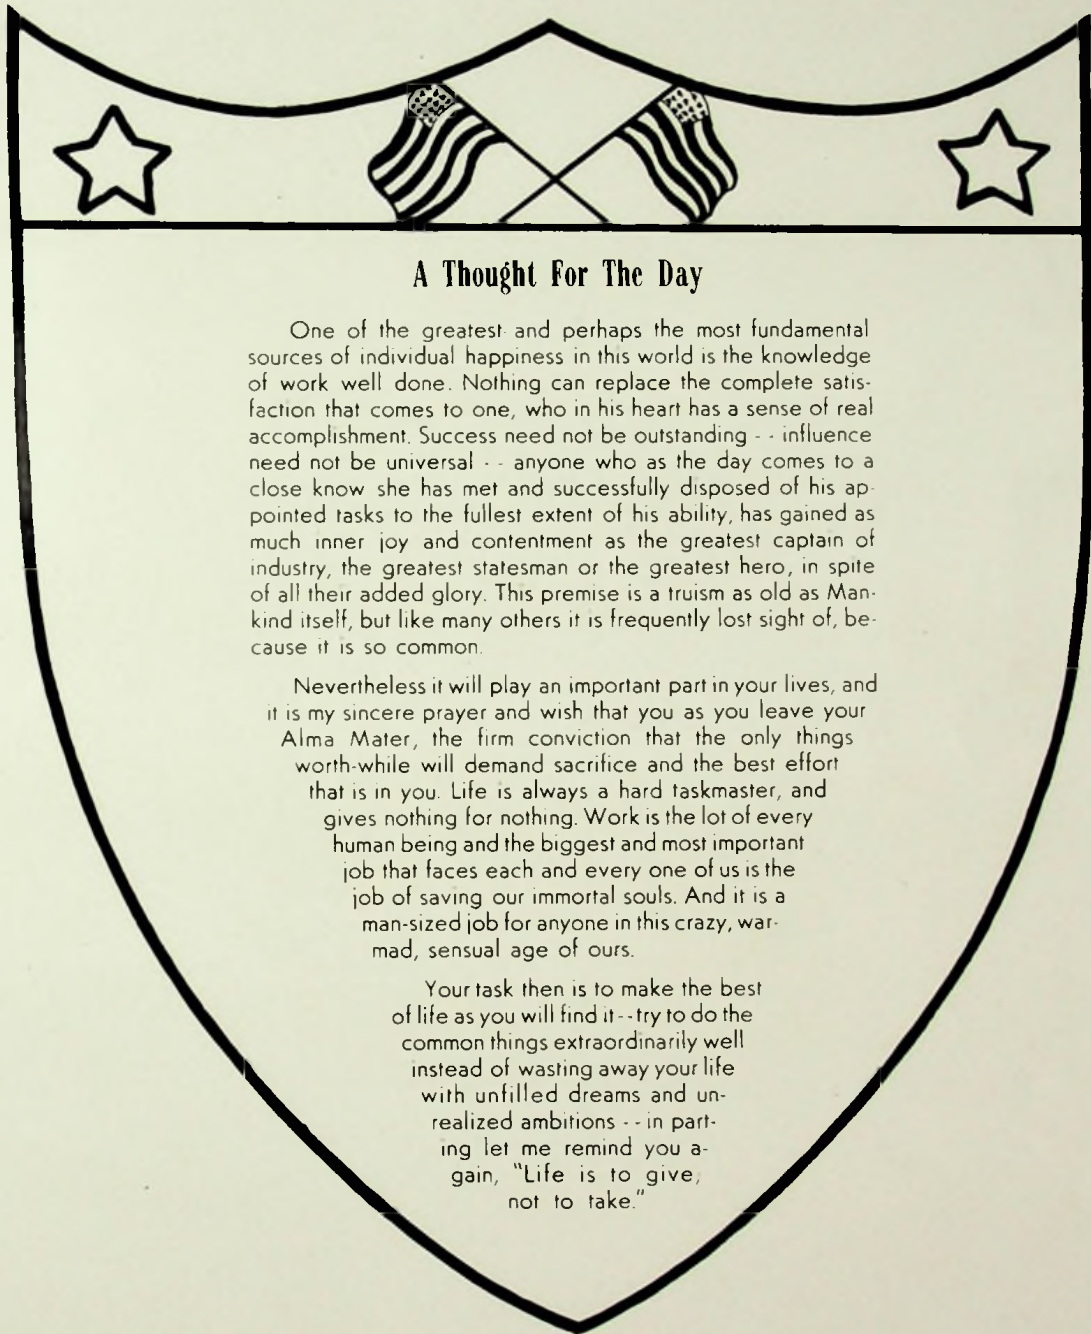 A Thought For The Day
One of the greatest and perhaps the most fundamental
sources of individual happiness in this world is the knowledge
of work well done. Nothing can replace the complete satis-
faction that comes to one, who in his heart has a sense of real
accomplishment. Success need not be outstanding - - influence
need not be universal - - anyone who as the day comes to a
close know she has met and successfully disposed of his ap-
pointed tasks to the fullest extent of his ability, has gained as
much inner joy and contentment as the greatest captain of
industry, the greatest statesman or the greatest hero, in spite
of all their added glory. This premise is a truism as old as Man-
kind itself, but like many others it is frequently lost sight of, be-
cause it is so common.
Nevertheless it will play an important part in your lives, and
it is my sincere prayer and wish that you as you leave your
Alma Mater, the firm conviction that the only things
worth-while will demand sacrifice and the best effort
that is in you. Life is always a hard taskmaster, and
gives nothing for nothing. Work is the lot of every
human being and the biggest and most important
job that faces each and every one of us is the
job of saving our immortal souls. And it is a
man-sized job for anyone in this crazy, war-
mad, sensual age of ours.
Your task then is to make the best
of life as you will find it - - try to do the
common things extraordinarily well
instead of wasting away your life
with unfilled dreams and un-
realized ambitions - - in part-
ing let me remind you a-
gain, "Life is to give,
not to take."